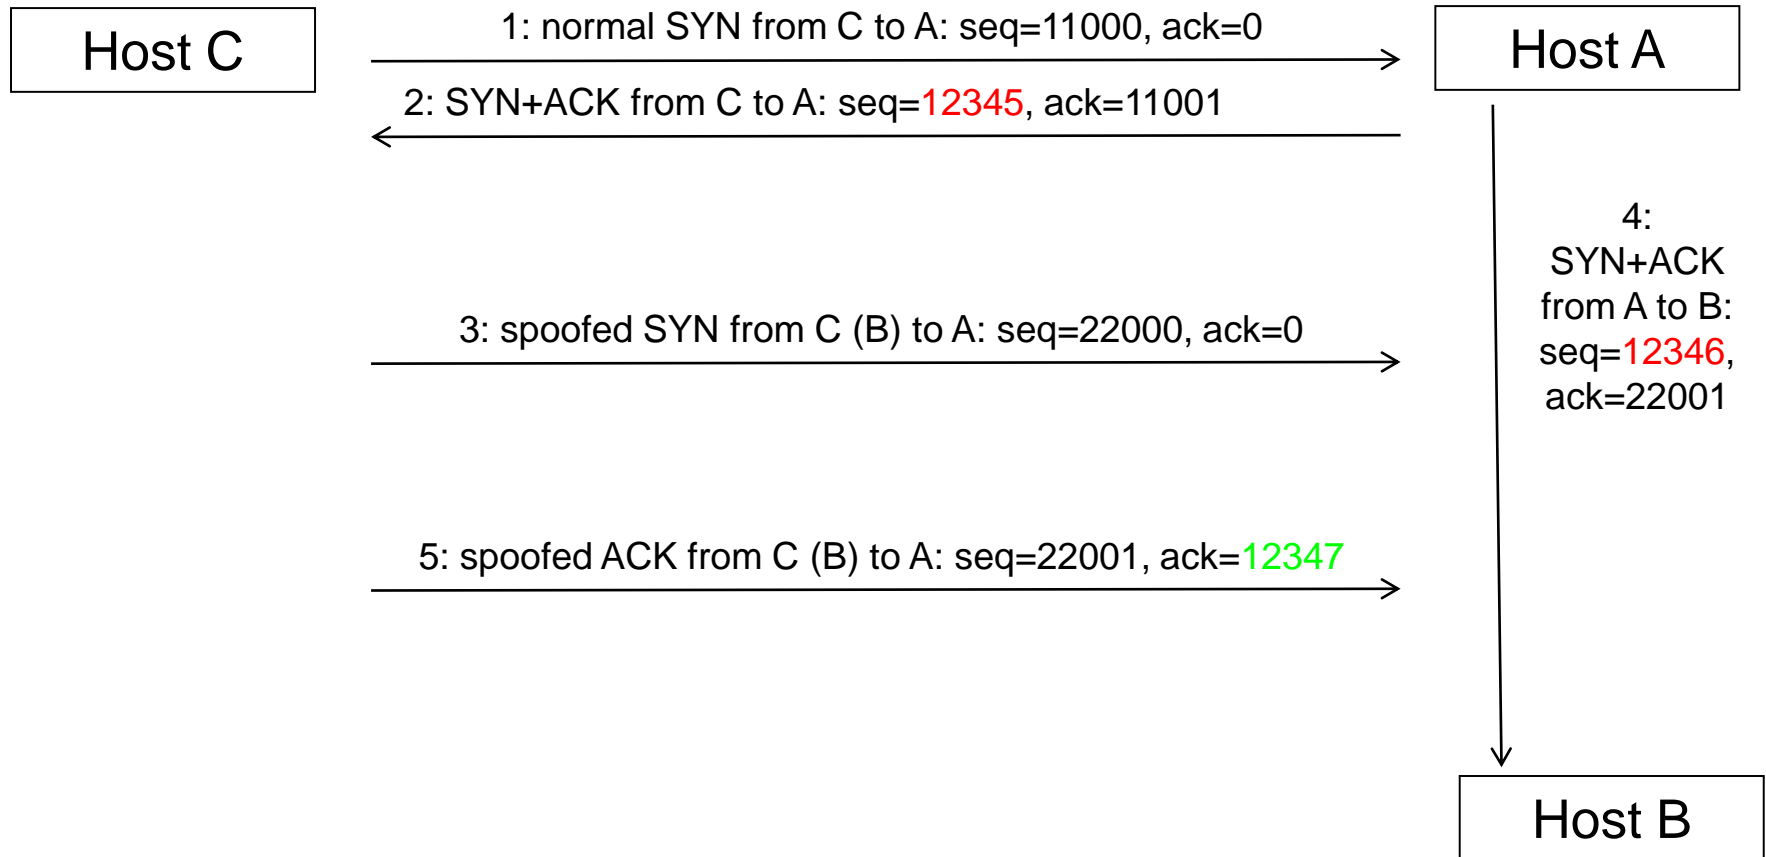 Host C
1: normal SYN from C to A: seq=11000, ack=0
Host A
2: SYN+ACK from C to A: seq=12345, ack=11001
4:
SYN+ACK
from A to B:
seq=12346,
ack=22001
3: spoofed SYN from C (B) to A: seq=22000, ack=0
5: spoofed ACK from C (B) to A: seq=22001, ack=12347
Host B